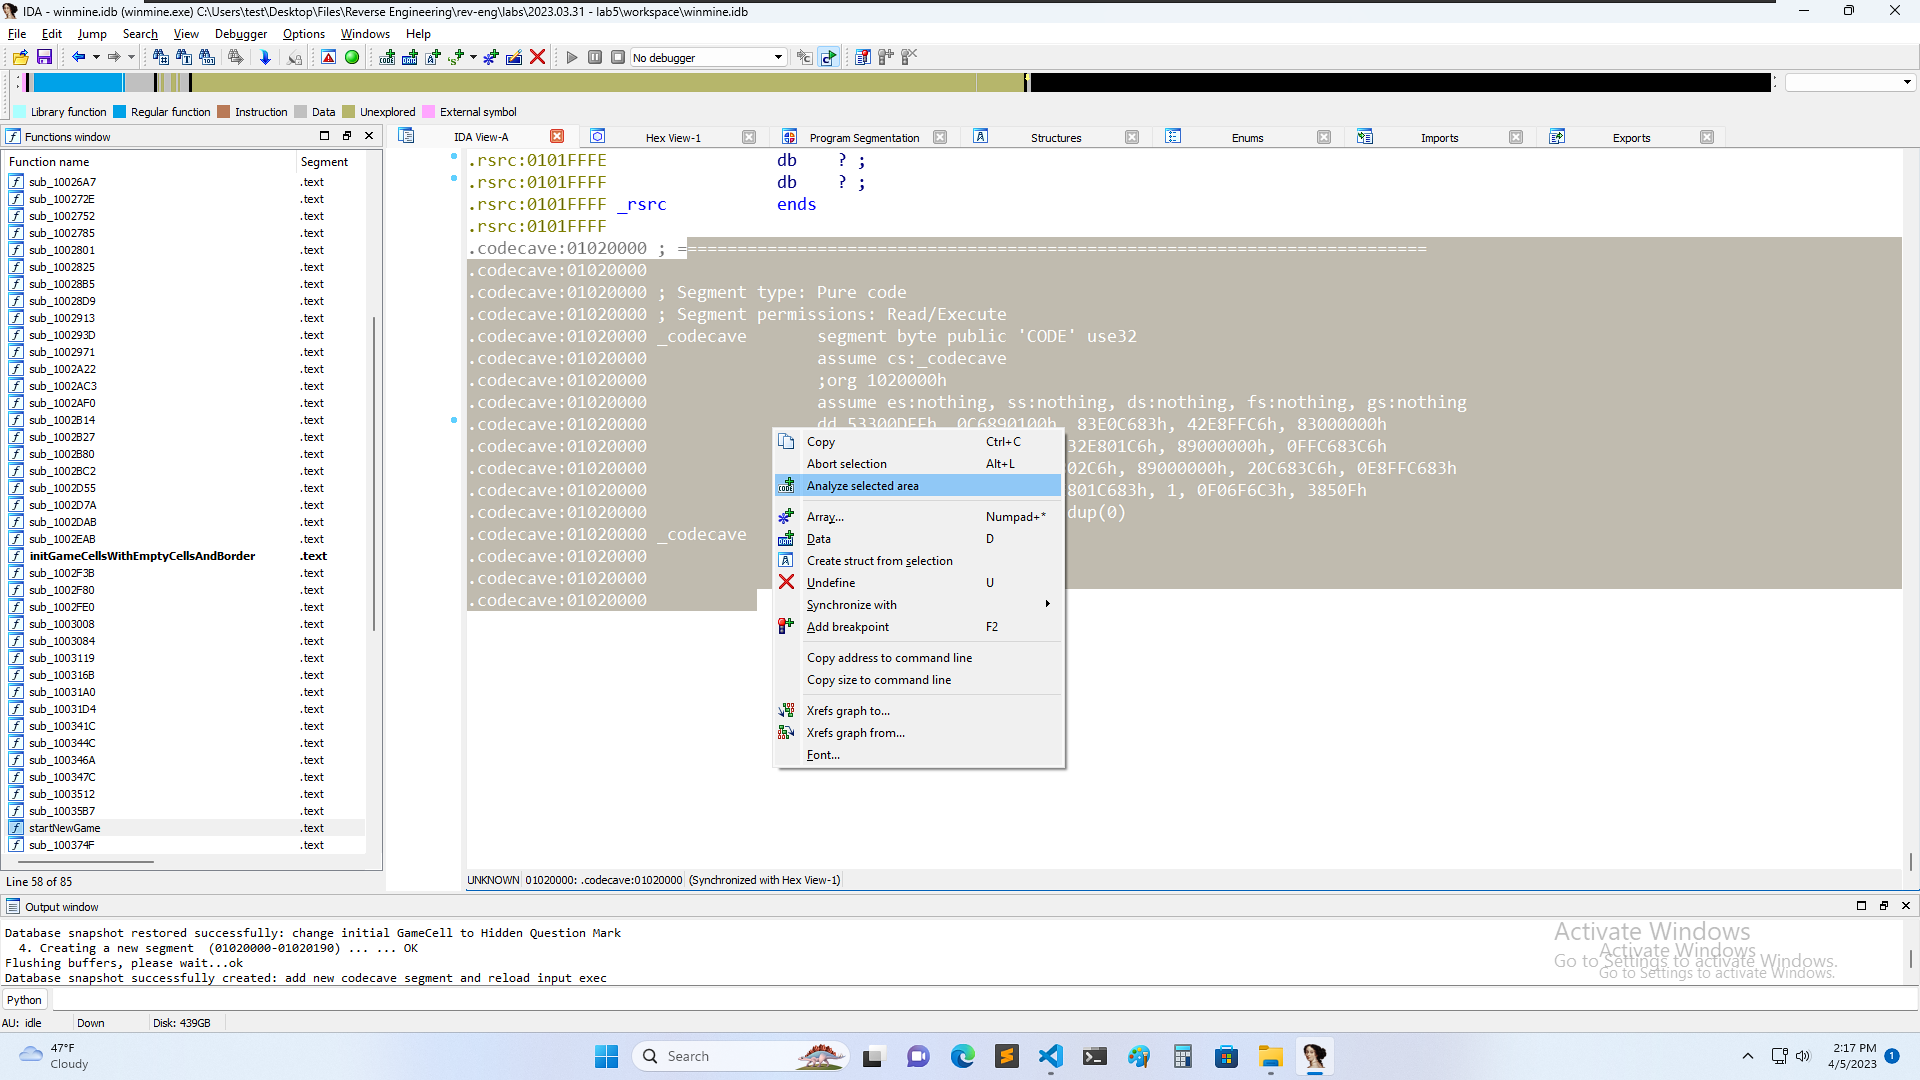 IDA - winmine.idb (winmine.exe) C:\Users\test\Desktop\Files\Reverse Engineering\rev-eng\labs\2023.03.31 - lab5\workspace\winmine.idb
File Edit Jump Search View Debugger Options Windows Help
No debugger
Library function Regular function Instruction Data Unexplored External symbol
Functions window
Function name Segment
sub_10026A7 .text
sub_100272E .text
sub_1002752 .text
sub_1002785 .text
sub_1002801 .text
sub_1002825 .text
sub_10028B5 .text
sub_10028D9 .text
sub_1002913 .text
sub_100293D .text
sub_1002971 .text
sub_1002A22 .text
sub_1002AC3 .text
sub_1002AF0 .text
sub_1002B14 .text
sub_1002B27 .text
sub_1002B80 .text
sub_1002BC2 .text
sub_1002D55 .text
sub_1002D7A .text
sub_1002DAB .text
sub_1002EAB .text
initGameCellsWithEmptyCellsAndBorder .text
sub_1002F3B .text
sub_1002F80 .text
sub_1002FE0 .text
sub_1003008 .text
sub_1003084 .text
sub_1003119 .text
sub_100316B .text
sub_10031A0 .text
sub_10031D4 .text
sub_100341C .text
sub_100344C .text
sub_100346A .text
sub_100347C .text
sub_1003512 .text
sub_10035B7 .text
startNewGame .text
sub_100374F .text
Line 58 of 85
IDA View-A Hex View-1 Program Segmentation Structures Enums Imports Exports
.rsrc:0101FFFE db ? ;
.rsrc:0101FFFF db ? ;
.rsrc:0101FFFF _rsrc ends
.rsrc:0101FFFF
.codecave:01020000 ; ===========================================================================
.codecave:01020000
.codecave:01020000 ; Segment type: Pure code
.codecave:01020000 ; Segment permissions: Read/Execute
.codecave:01020000 _codecave segment byte public 'CODE' use32
.codecave:01020000 assume cs:_codecave
.codecave:01020000 ;org 1020000h
.codecave:01020000 assume es:nothing, ss:nothing, ds:nothing, fs:nothing, gs:nothing
.codecave:01020000 dd 53300DFFh, 0C6890100h, 83E0C683h, 42E8FFC6h, 83000000h
.codecave:01020000 32E801C6h, 89000000h, 0FFC683C6h
.codecave:01020000 02C6h, 89000000h, 20C683C6h, 0E8FFC683h
.codecave:01020000 801C683h, 1, 0F06F6C3h, 3850Fh
.codecave:01020000 dup(0)
.codecave:01020000 _codecave
.codecave:01020000
.codecave:01020000
.codecave:01020000
Copy Ctrl+C
Abort selection Alt+L
Analyze selected area
Array... Numpad+*
Data D
Create struct from selection
Undefine U
Synchronize with
Add breakpoint F2
Copy address to command line
Copy size to command line
Xrefs graph to...
Xrefs graph from...
Font...
UNKNOWN 01020000: .codecave:01020000 (Synchronized with Hex View-1)
Output window
Database snapshot restored successfully: change initial GameCell to Hidden Question Mark
4. Creating a new segment (01020000-01020190) ... ... OK
Flushing buffers, please wait...ok
Database snapshot successfully created: add new codecave segment and reload input exec
Activate Windows
Go to Settings to activate Windows.
Activate Windows
Go to Settings to activate Windows.
Python
AU: idle Down Disk: 439GB
47°F
Cloudy
Search
2:17 PM
4/5/2023
1